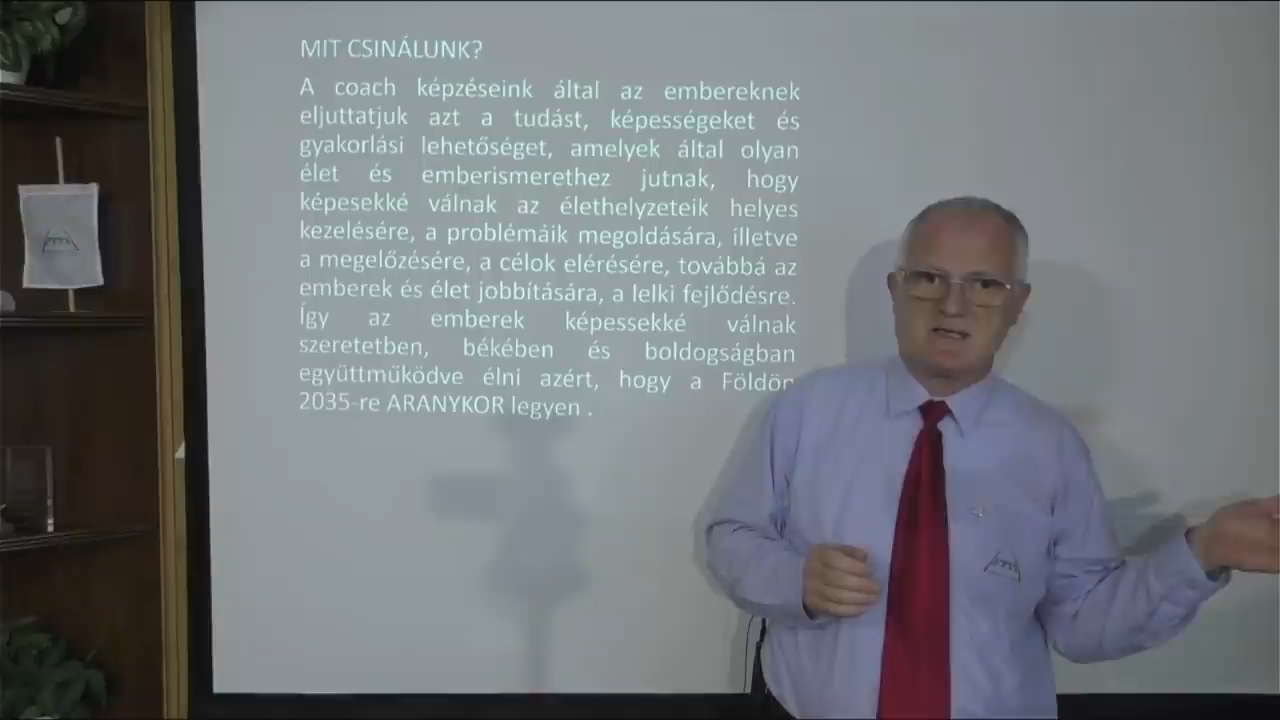 MIT CSINÁLUNK?
A coach képzéseink által az embereknek
eljuttatjuk azt a tudást, képességeket és
gyakorlási lehetőséget, amelyek által olyan
élet és emberismerethez jutnak, hogy
képesekké válnak az élethelyzeteik helyes
kezelésére, a problémáik megoldására, illetve
a megelőzésére, a célok elérésére, továbbá az
emberek és élet jobbítására, a lelki fejlődésre.
Így az emberek képessekké válnak
szeretetben, békében és boldogságban
együttműködve élni azért, hogy a Földön
2035-re ARANYKOR legyen .